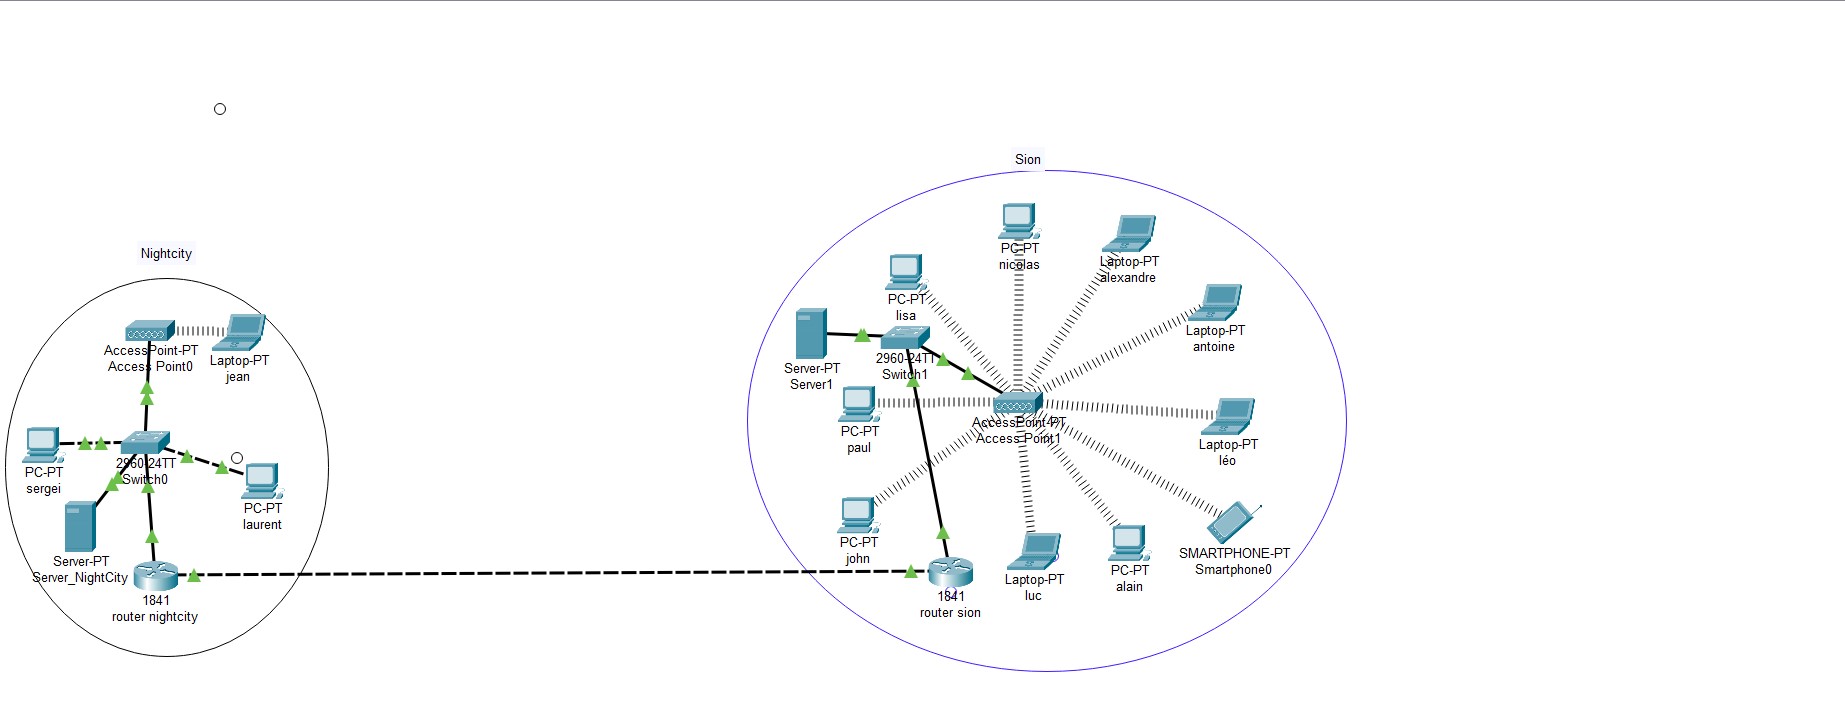 Nightcity
AccessPoint-PT
Access Point0
Laptop-PT
jean
PC-PT
sergei
2960-24TT
Switch0
PC-PT
laurent
Server-PT
Server_NightCity
1841
router nightcity
Sion
PC-PT
nicolas
Laptop-PT
alexandre
PC-PT
lisa
Laptop-PT
antoine
Server-PT
Server1
2960-24TT
Switch1
AccessPoint-PT
Access Point1
PC-PT
paul
Laptop-PT
léo
PC-PT
john
Laptop-PT
luc
PC-PT
alain
SMARTPHONE-PT
Smartphone0
1841
router sion